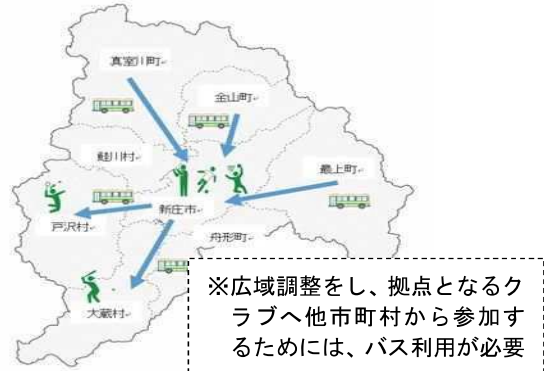 真室川町
金山町
鮭川村
最上町
新庄市
戸沢村
舟形町
大蔵村
※広域調整をし、拠点となるク
ラブへ他市町村から参加す
るためには、バス利用が必要